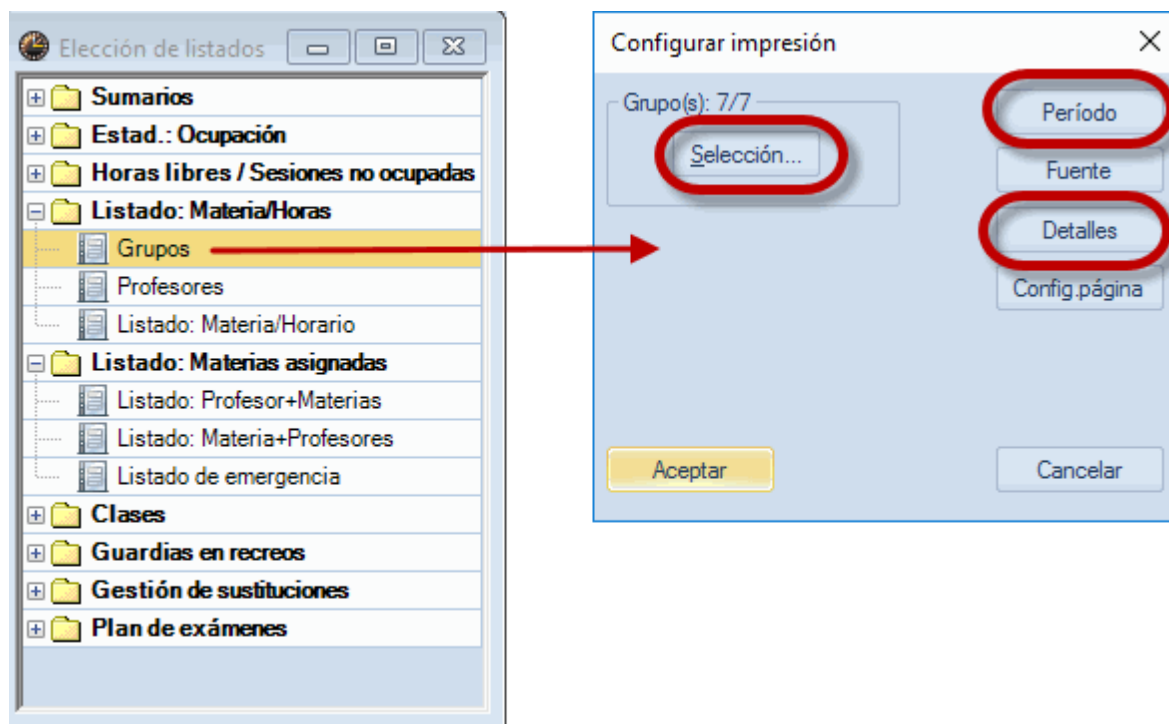 Elección de listados
Sumarios
Estad.: Ocupación
Horas libres / Sesiones no ocupadas
Listado: Materia/Horas
Grupos
Profesores
Listado: Materia/Horario
Listado: Materias asignadas
Listado: Profesor+Materias
Listado: Materia+Profesores
Listado de emergencia
Clases
Guardias en recreos
Gestión de sustituciones
Plan de exámenes
Configurar impresión
Grupo(s): 7/7
Selección...
Período
Fuente
Detalles
Config.página
Aceptar
Cancelar